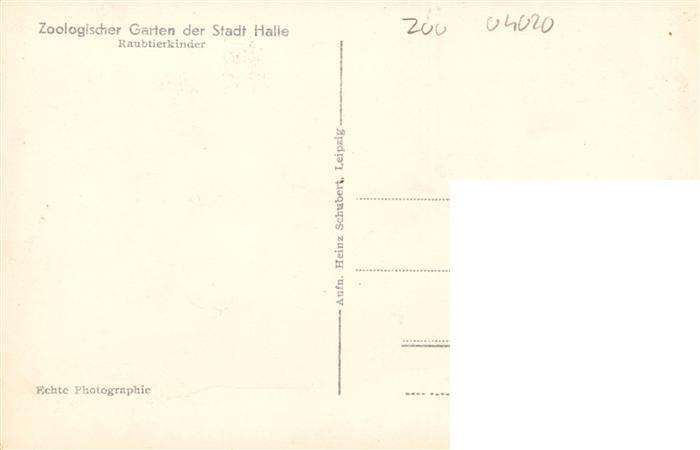 Zoologischer Garten der Stadt Halle
Raubtierkinder
ZOO 04020
Aufn. Heinz Schubert, Leipzig
Echte Photographie